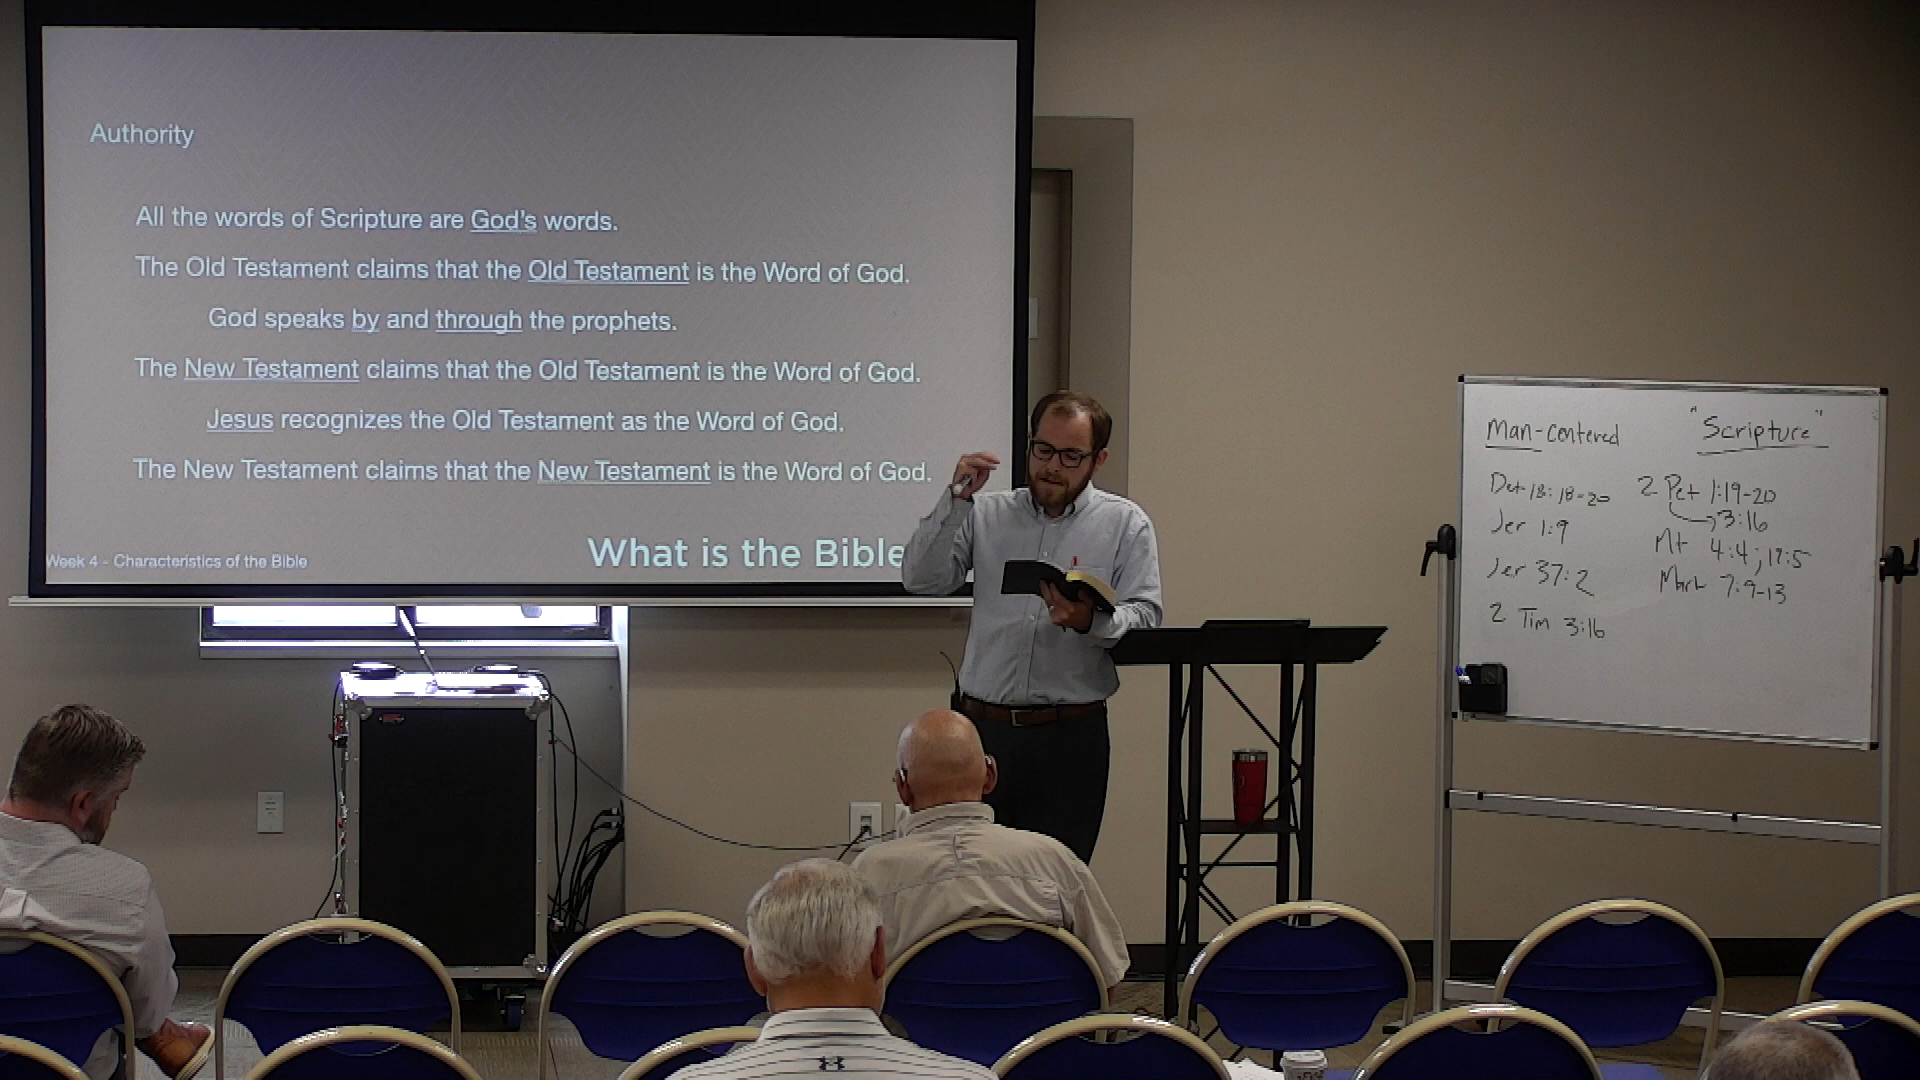 Authority
All the words of Scripture are God's words.
The Old Testament claims that the Old Testament is the Word of God.
God speaks by and through the prophets.
The New Testament claims that the Old Testament is the Word of God.
Jesus recognizes the Old Testament as the Word of God.
The New Testament claims that the New Testament is the Word of God.
Week 4 - Characteristics of the Bible
What is the Bible
Man-centered
Det 18:18-20
Jer 1:9
Jer 37:2
2 Tim 3:16
"Scripture"
2 Pet 1:19-20
3:16
Mt 4:4; 19:5
Mark 7:9-13